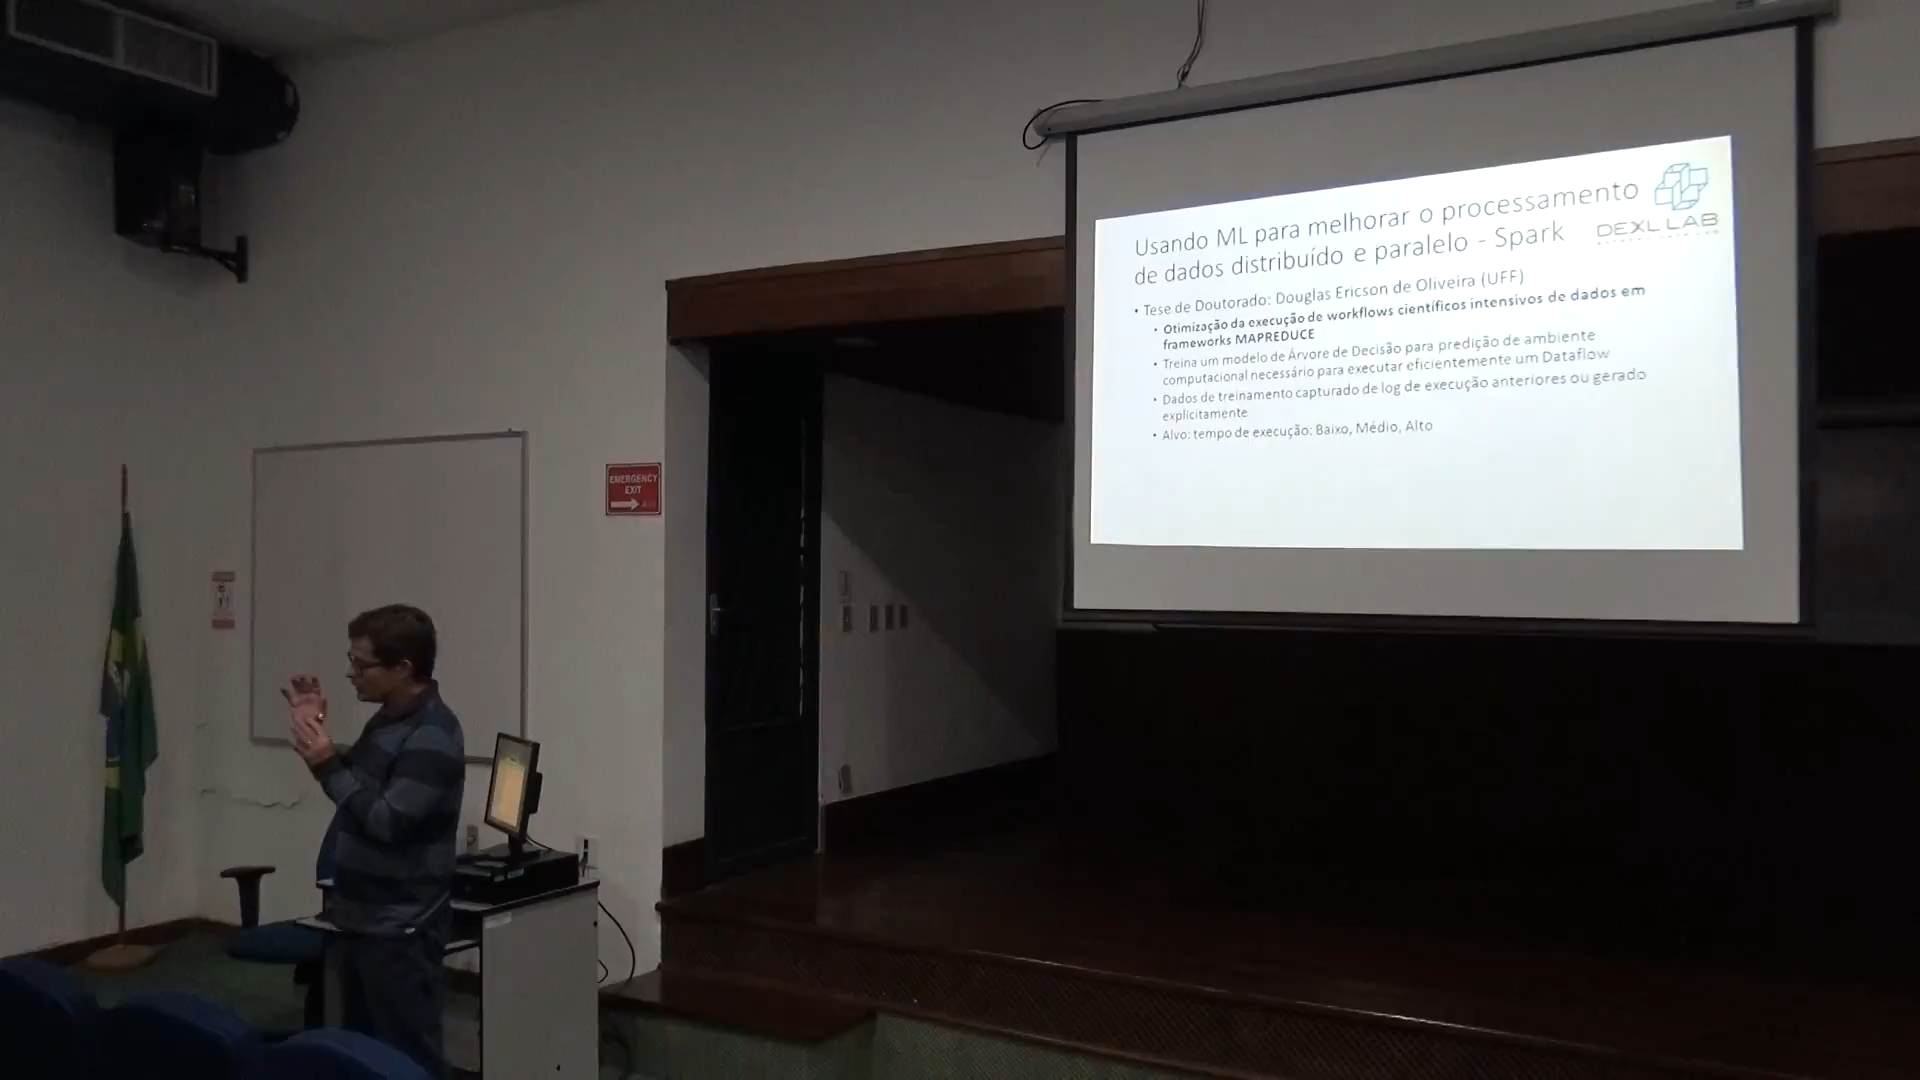 Usando ML para melhorar o processamento
de dados distribuído e paralelo - Spark
DEXL LAB
• Tese de Doutorado: Douglas Ericson de Oliveira (UFF)
• Otimização da execução de workflows científicos intensivos de dados em
frameworks MAPREDUCE
• Treina um modelo de Árvore de Decisão para predição de ambiente
computacional necessário para executar eficientemente um Dataflow
• Dados de treinamento capturado de log de execução anteriores ou gerado
explicitamente
• Alvo: tempo de execução: Baixo, Médio, Alto
EMERGENCY
EXIT